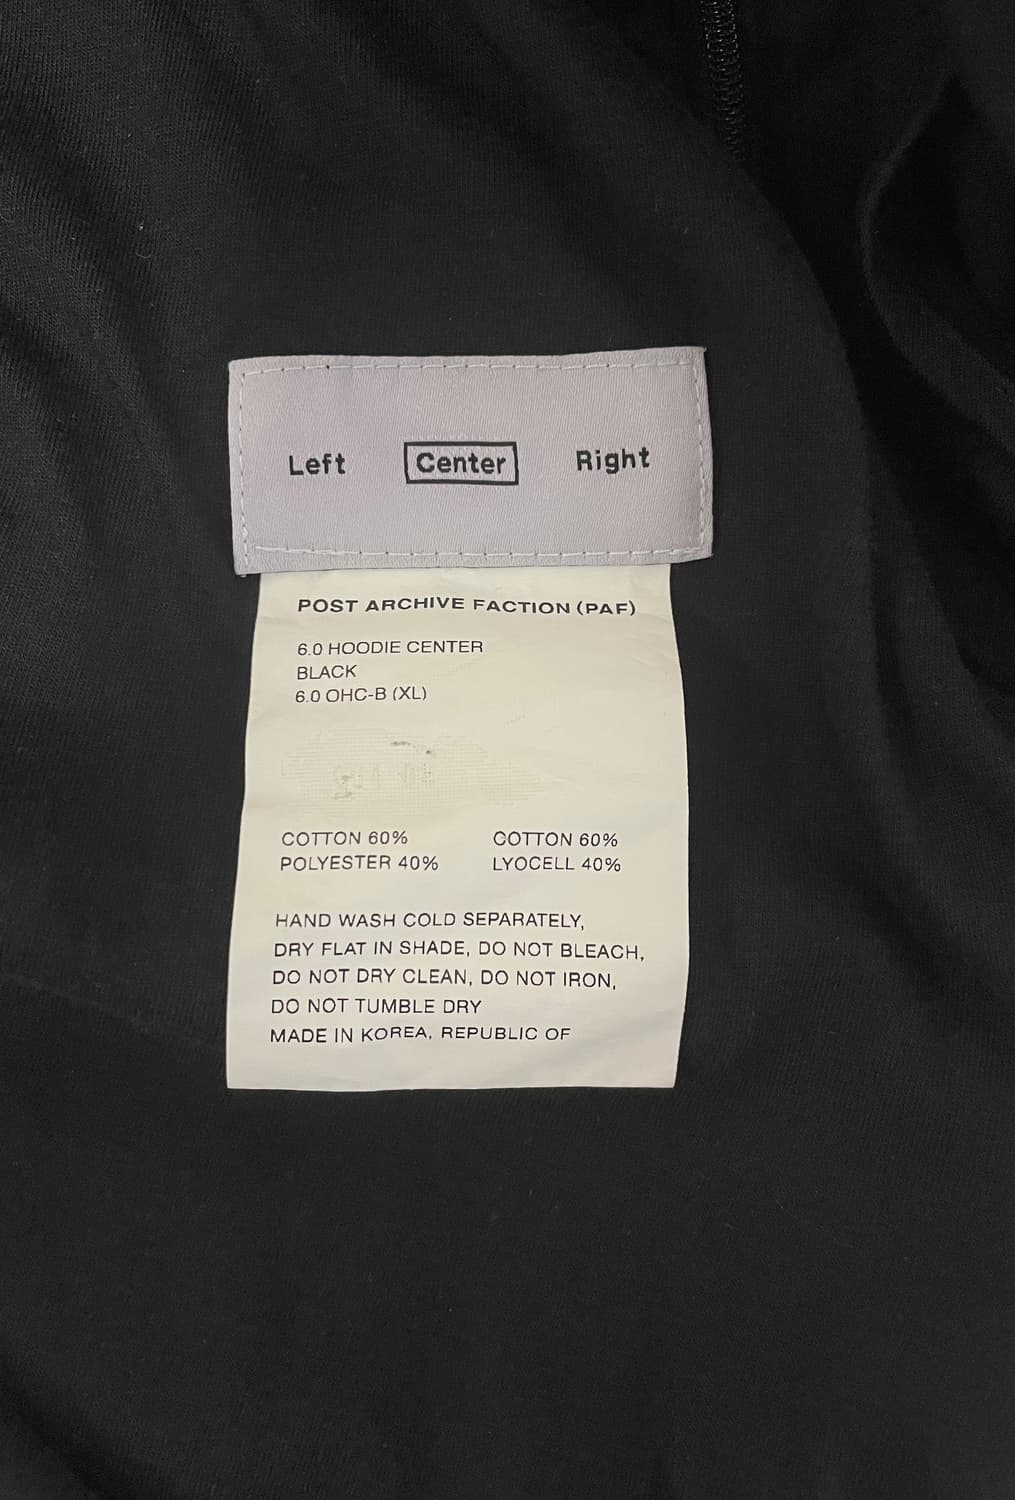 Left Center Right
POST ARCHIVE FACTION (PAF)
6.0 HOODIE CENTER
BLACK
6.0 OHC-B (XL)
COTTON 60% COTTON 60%
POLYESTER 40% LYOCELL 40%
HAND WASH COLD SEPARATELY,
DRY FLAT IN SHADE, DO NOT BLEACH,
DO NOT DRY CLEAN, DO NOT IRON,
DO NOT TUMBLE DRY
MADE IN KOREA, REPUBLIC OF